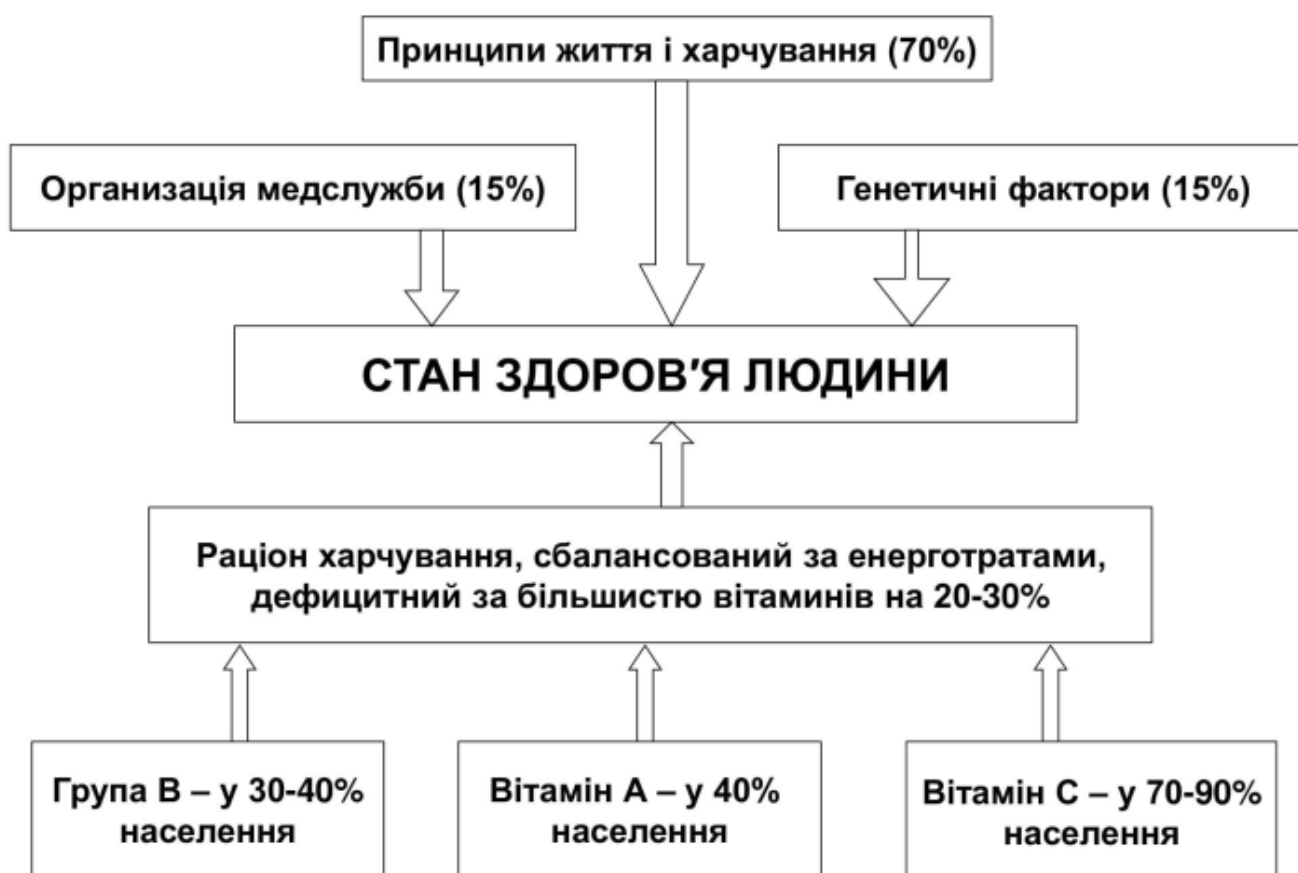 Принципи життя і харчування (70%)
Организація медслужби (15%)
Генетичні фактори (15%)
СТАН ЗДОРОВ'Я ЛЮДИНИ
Раціон харчування, сбалансований за енерготратами,
дефицитний за більшистю вітаминів на 20-30%
Група В – у 30-40%
населення
Вітамін А – у 40%
населення
Вітамін С – у 70-90%
населення